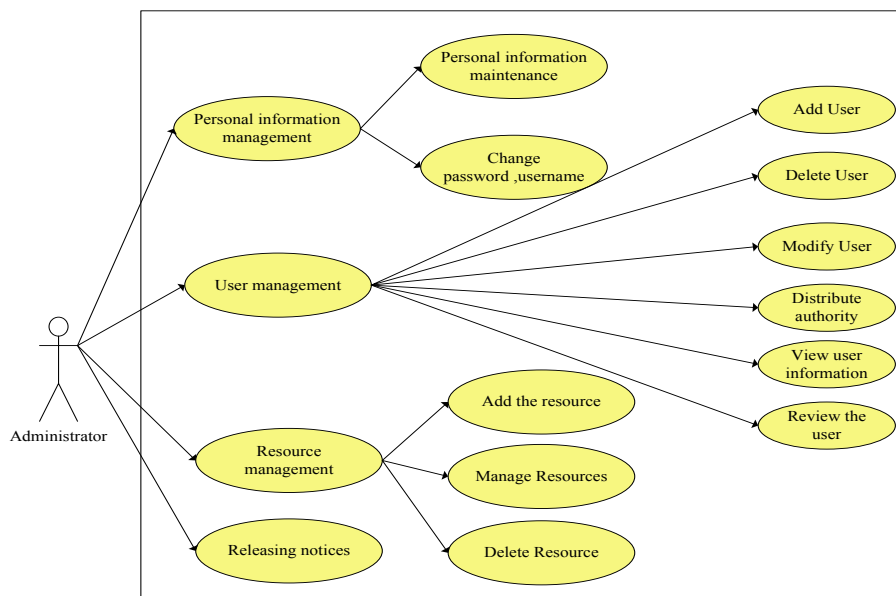 Personal information
maintenance
Personal information
management
Change
password ,username
Add User
Delete User
Modify User
User management
Distribute
authority
View user
information
Review the
user
Administrator
Add the resource
Resource
management
Manage Resources
Releasing notices
Delete Resource